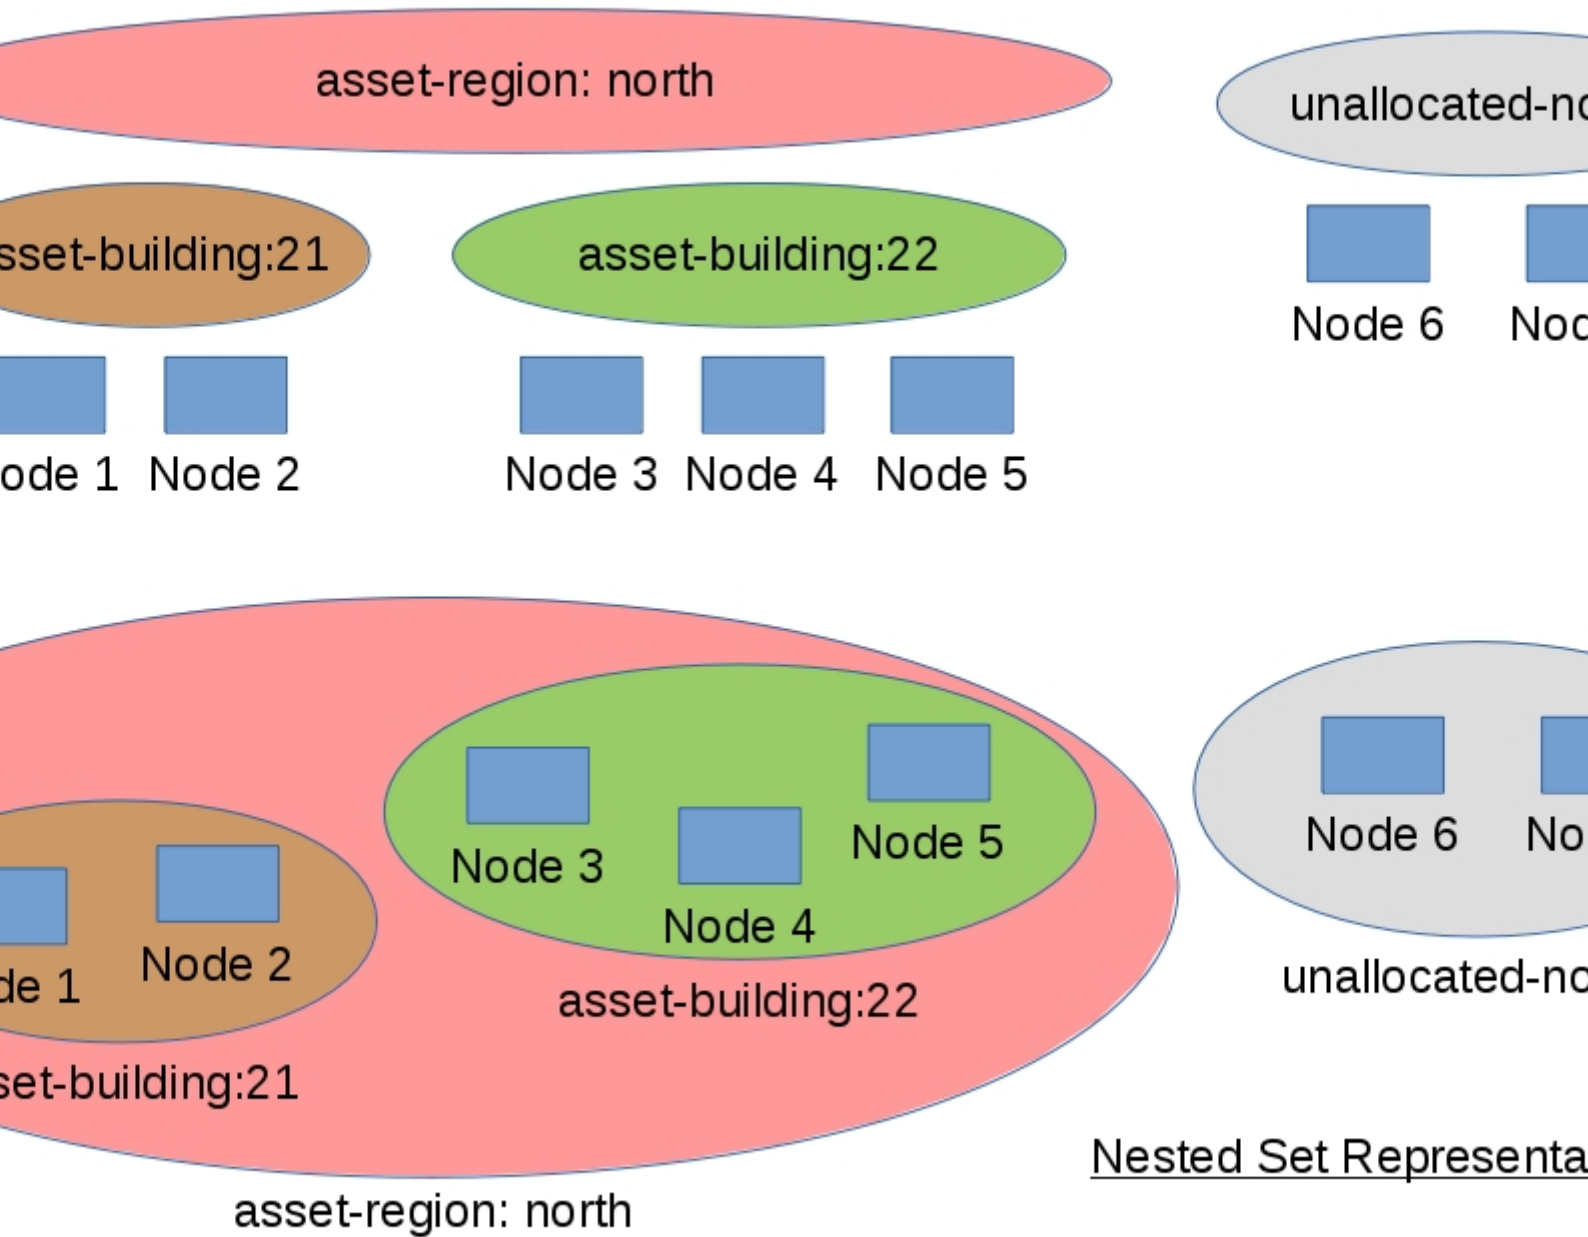 asset-region: north
unallocated-no
sset-building:21
asset-building:22
Node 6
Nod
ode 1
Node 2
Node 3
Node 4
Node 5
Node 3
Node 4
Node 5
Node 6
No
de 1
Node 2
asset-building:22
unallocated-no
set-building:21
Nested Set Representa
asset-region: north